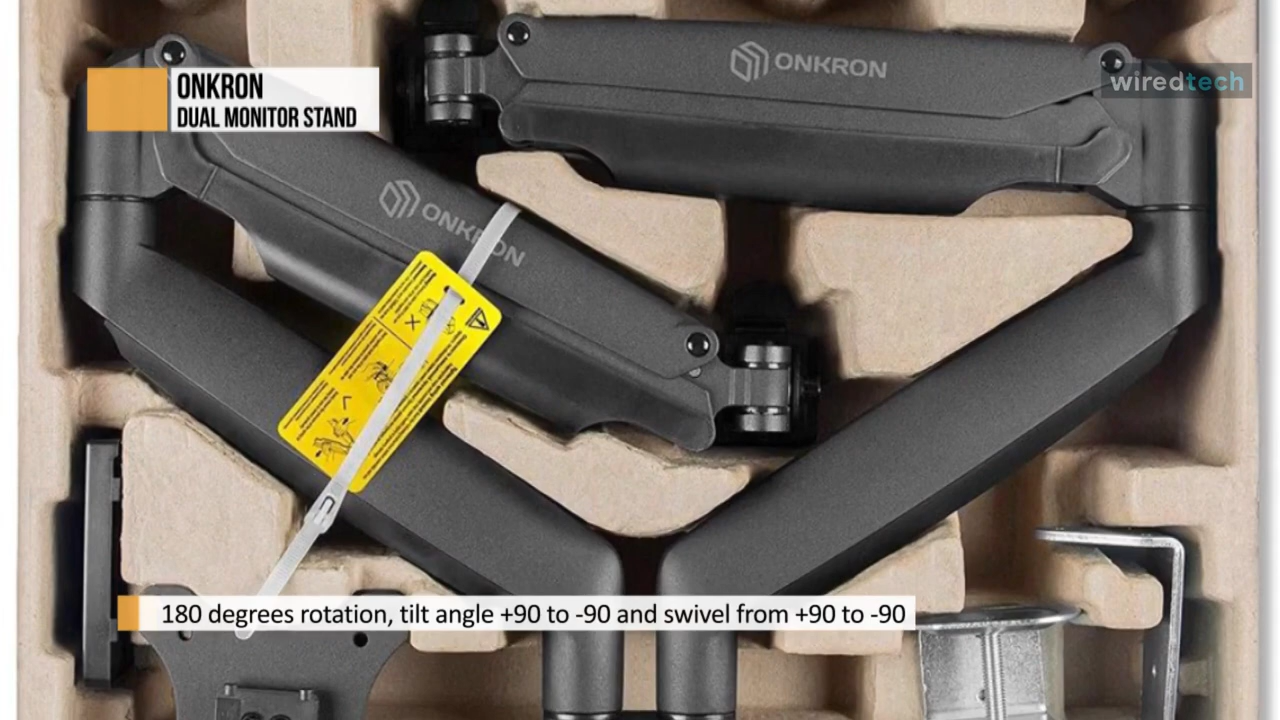 ONKRON
DUAL MONITOR STAND
ONKRON
wiredtech
ONKRON
180 degrees rotation, tilt angle +90 to -90 and swivel from +90 to -90